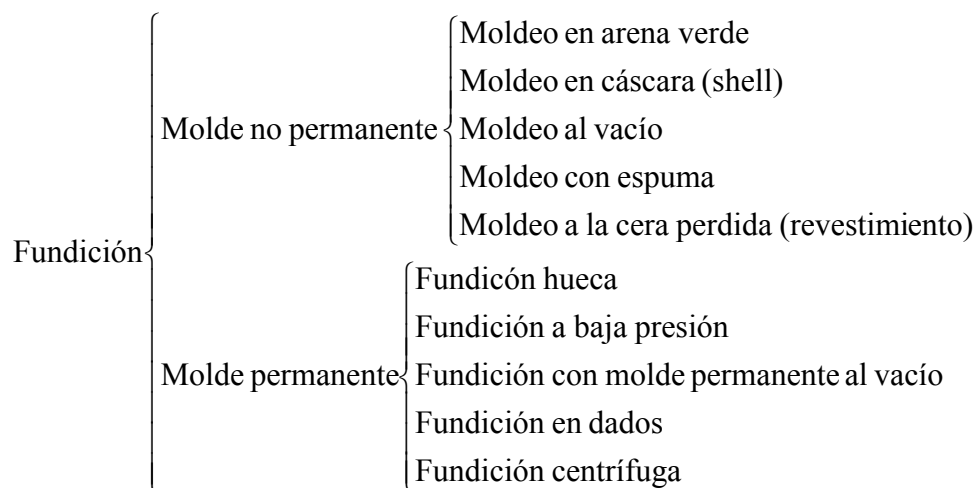 Fundición
Molde no permanente
Moldeo en arena verde
Moldeo en cáscara (shell)
Moldeo al vacío
Moldeo con espuma
Moldeo a la cera perdida (revestimiento)
Molde permanente
Fundicón hueca
Fundición a baja presión
Fundición con molde permanente al vacío
Fundición en dados
Fundición centrífuga